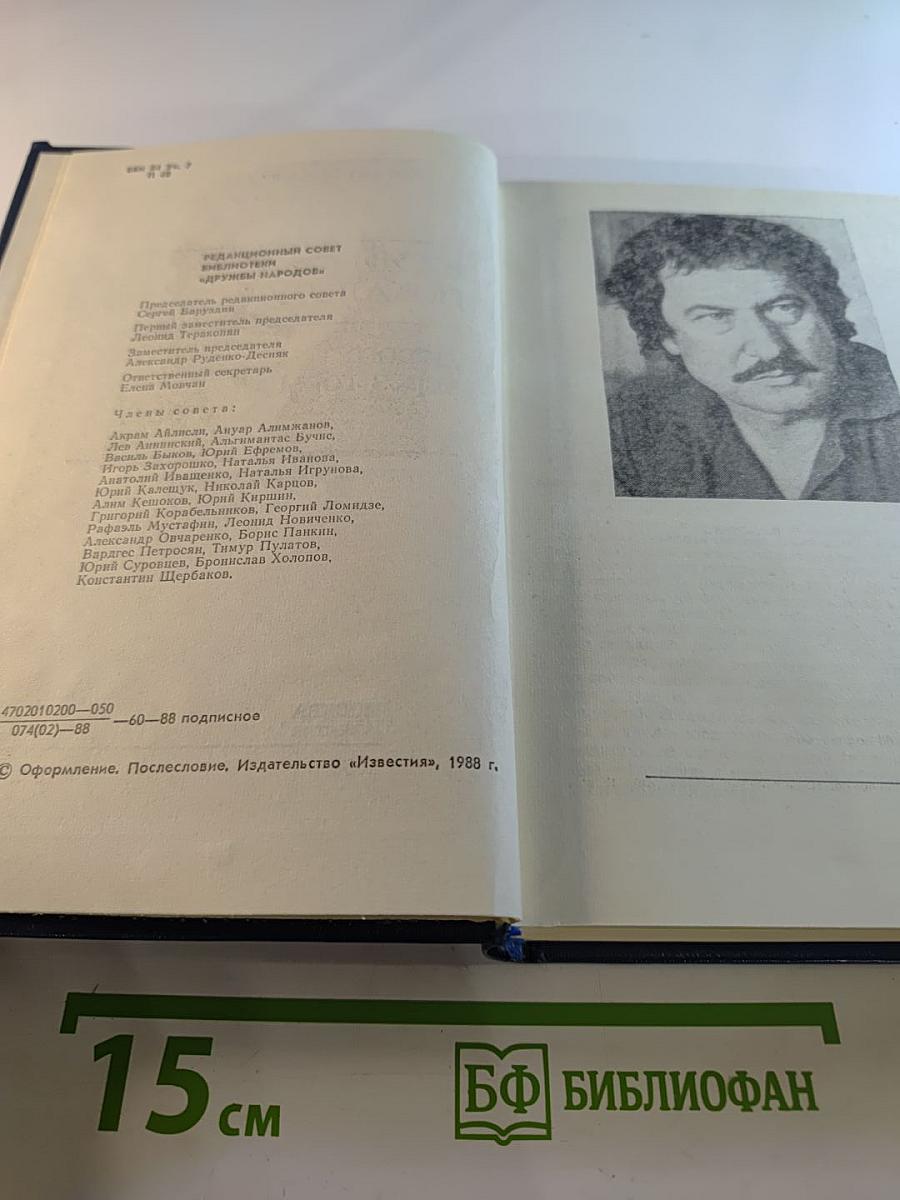 РЕДАКЦИОННЫЙ СОВЕТ
БИБЛИОТЕКИ
«ДРУЖБЫ НАРОДОВ»
Председатель редакционного совета
Сергей Баруздин
Первый заместитель председателя
Леонид Теракопян
Заместитель председателя
Александр Руденко-Десняк
Ответственный секретарь
Елена Мовчан
Члены совета:
Акрам Айлисли, Ануар Алимжанов,
Лев Аннинский, Альгимантас Бучис,
Василь Быков, Юрий Ефремов,
Игорь Захорошко, Наталья Иванова,
Анатолий Иващенко, Наталья Игрунова,
Юрий Калещук, Николай Карцов,
Алим Кешоков, Юрий Киршин,
Григорий Корабельников, Георгий Ломидзе,
Рафаэль Мустафин, Леонид Новиченко,
Александр Овчаренко, Борис Панкин,
Вардгес Петросян, Тимур Пулатов,
Юрий Суровцев, Бронислав Холопов,
Константин Щербаков.
4702010200—050
074(02)—88
—60—88 подписное
© Оформление. Послесловие. Издательство «Известия», 1988 г.
15 см
БФ БИБЛИОФАН